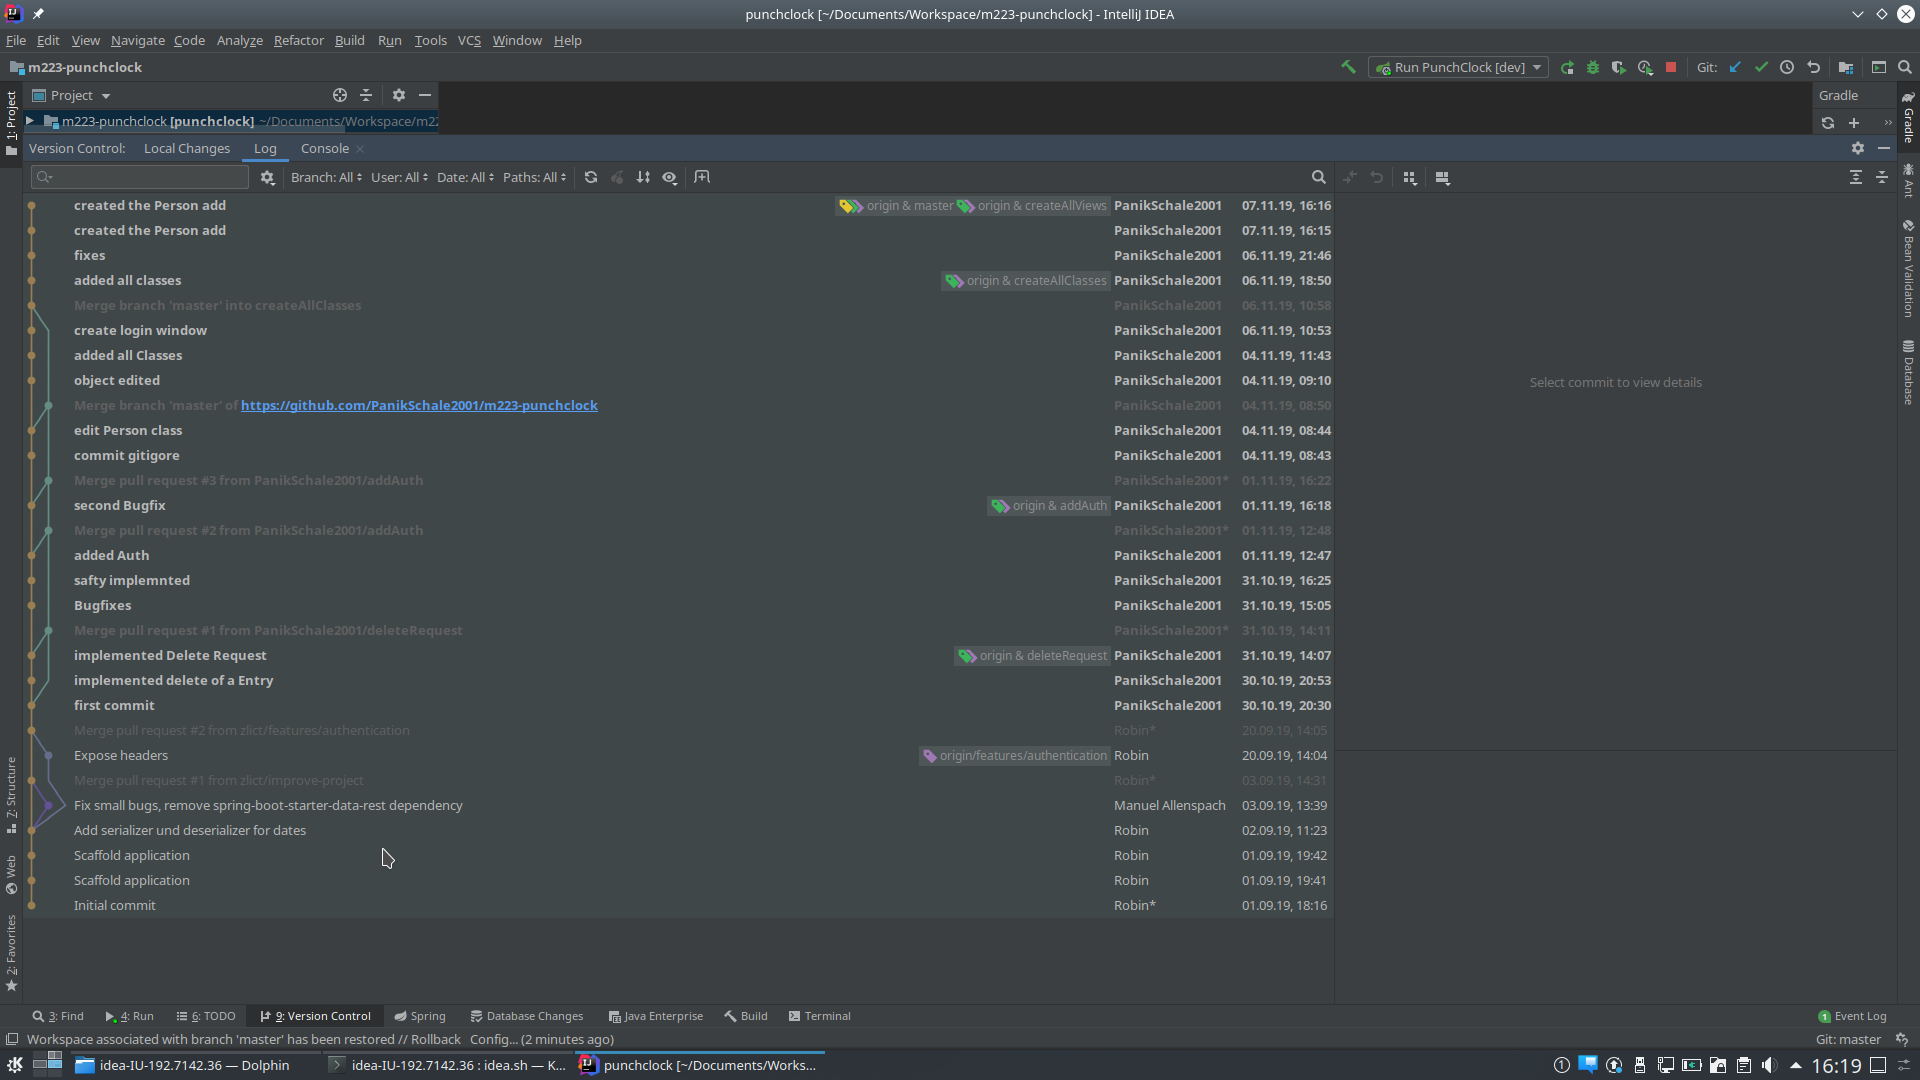 punchclock [~/Documents/Workspace/m223-punchclock] - IntelliJ IDEA
File Edit View Navigate Code Analyze Refactor Build Run Tools VCS Window Help
m223-punchclock Run PunchClock [dev] Git:
1: Project
Project
m223-punchclock [punchclock] ~/Documents/Workspace/m22
Gradle
Gradle
Ant
Bean Validation
Database
Version Control: Local Changes Log Console
Branch: All User: All Date: All Paths: All
created the Person add origin & master origin & createAllViews PanikSchale2001 07.11.19, 16:16
created the Person add PanikSchale2001 07.11.19, 16:15
fixes PanikSchale2001 06.11.19, 21:46
added all classes origin & createAllClasses PanikSchale2001 06.11.19, 18:50
Merge branch 'master' into createAllClasses PanikSchale2001 06.11.19, 10:58
create login window PanikSchale2001 06.11.19, 10:53
added all Classes PanikSchale2001 04.11.19, 11:43
object edited PanikSchale2001 04.11.19, 09:10
Merge branch 'master' of https://github.com/PanikSchale2001/m223-punchclock PanikSchale2001 04.11.19, 08:50
edit Person class PanikSchale2001 04.11.19, 08:44
commit gitigore PanikSchale2001 04.11.19, 08:43
Merge pull request #3 from PanikSchale2001/addAuth PanikSchale2001* 01.11.19, 16:22
second Bugfix origin & addAuth PanikSchale2001 01.11.19, 16:18
Merge pull request #2 from PanikSchale2001/addAuth PanikSchale2001* 01.11.19, 12:48
added Auth PanikSchale2001 01.11.19, 12:47
safty implemnted PanikSchale2001 31.10.19, 16:25
Bugfixes PanikSchale2001 31.10.19, 15:05
Merge pull request #1 from PanikSchale2001/deleteRequest PanikSchale2001* 31.10.19, 14:11
implemented Delete Request origin & deleteRequest PanikSchale2001 31.10.19, 14:07
implemented delete of a Entry PanikSchale2001 30.10.19, 20:53
first commit PanikSchale2001 30.10.19, 20:30
Merge pull request #2 from zlict/features/authentication Robin* 20.09.19, 14:05
Expose headers origin/features/authentication Robin 20.09.19, 14:04
Merge pull request #1 from zlict/improve-project Robin* 03.09.19, 14:31
Fix small bugs, remove spring-boot-starter-data-rest dependency Manuel Allenspach 03.09.19, 13:39
Add serializer und deserializer for dates Robin 02.09.19, 11:23
Scaffold application Robin 01.09.19, 19:42
Scaffold application Robin 01.09.19, 19:41
Initial commit Robin* 01.09.19, 18:16
Select commit to view details
Z: Structure
Web
2: Favorites
3: Find 4: Run 6: TODO 9: Version Control Spring Database Changes Java Enterprise Build Terminal 1 Event Log
Workspace associated with branch 'master' has been restored // Rollback Config... (2 minutes ago) Git: master
idea-IU-192.7142.36 — Dolphin idea-IU-192.7142.36 : idea.sh — K... punchclock [~/Documents/Works... 1 16:19